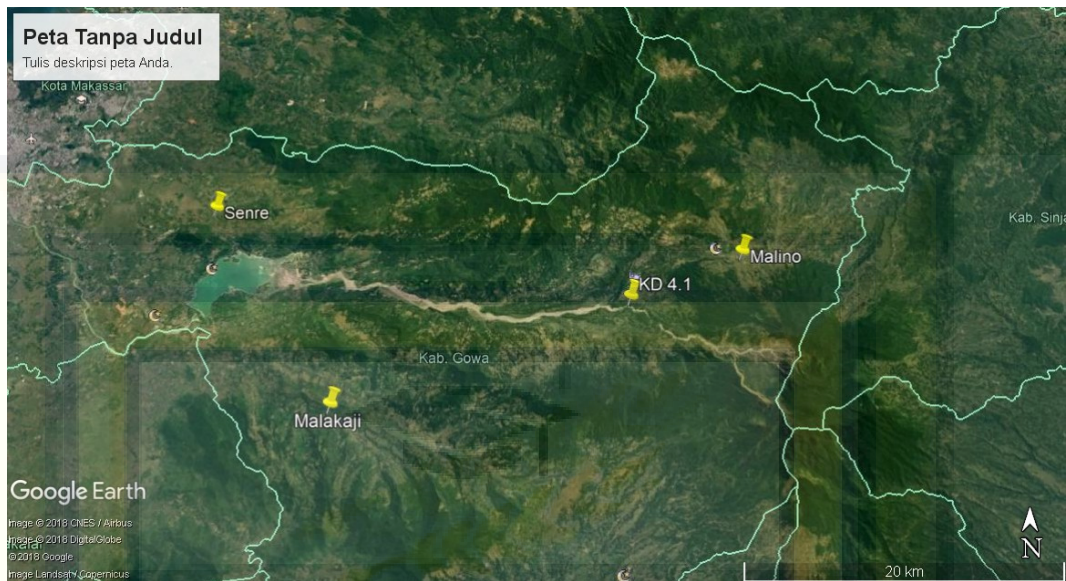 Peta Tanpa Judul
Tulis deskripsi peta Anda.
Kota Makassar
Senre
Kab. Sinja
Malino
KD 4.1
Kab. Gowa
Malakaji
Google Earth
Image © 2018 CNES / Airbus
Image © 2018 DigitalGlobe
© 2018 Google
Image Landsat / Copernicus
N
20 km